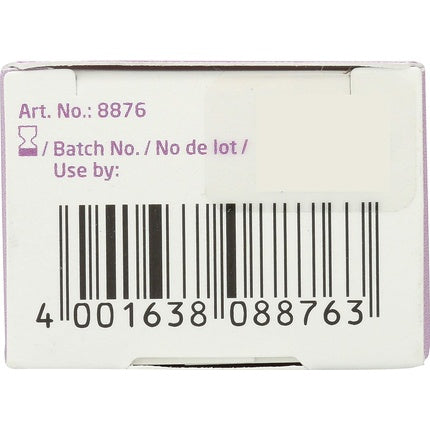 Art. No.: 8876
/ Batch No. / No de lot /
Use by:
4 001638 088763